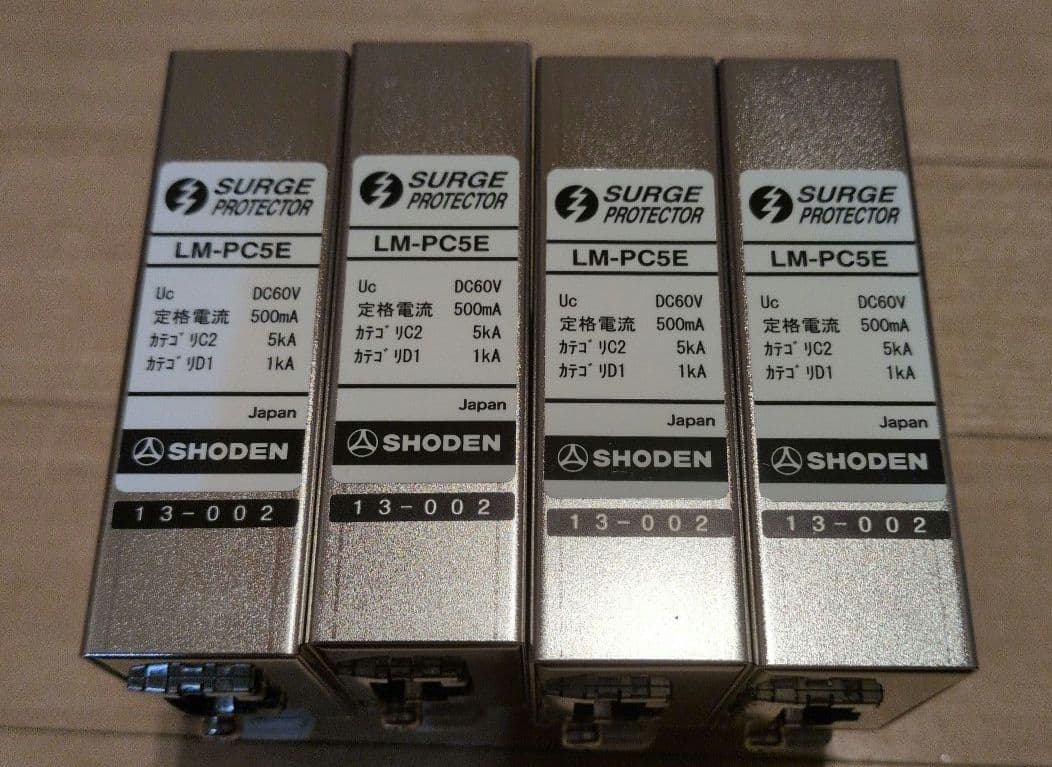 SURGE
PROTECTOR
LM-PC5E
Uc DC60V
定格電流 500mA
ｶﾃｺﾞﾘC2 5kA
ｶﾃｺﾞﾘD1 1kA
Japan
SHODEN
13-002
SURGE
PROTECTOR
LM-PC5E
Uc DC60V
定格電流 500mA
ｶﾃｺﾞﾘC2 5kA
ｶﾃｺﾞﾘD1 1kA
Japan
SHODEN
13-002
SURGE
PROTECTOR
LM-PC5E
Uc DC60V
定格電流 500mA
ｶﾃｺﾞﾘC2 5kA
ｶﾃｺﾞﾘD1 1kA
Japan
SHODEN
13-002
SURGE
PROTECTOR
LM-PC5E
Uc DC60V
定格電流 500mA
ｶﾃｺﾞﾘC2 5kA
ｶﾃｺﾞﾘD1 1kA
Japan
SHODEN
13-002